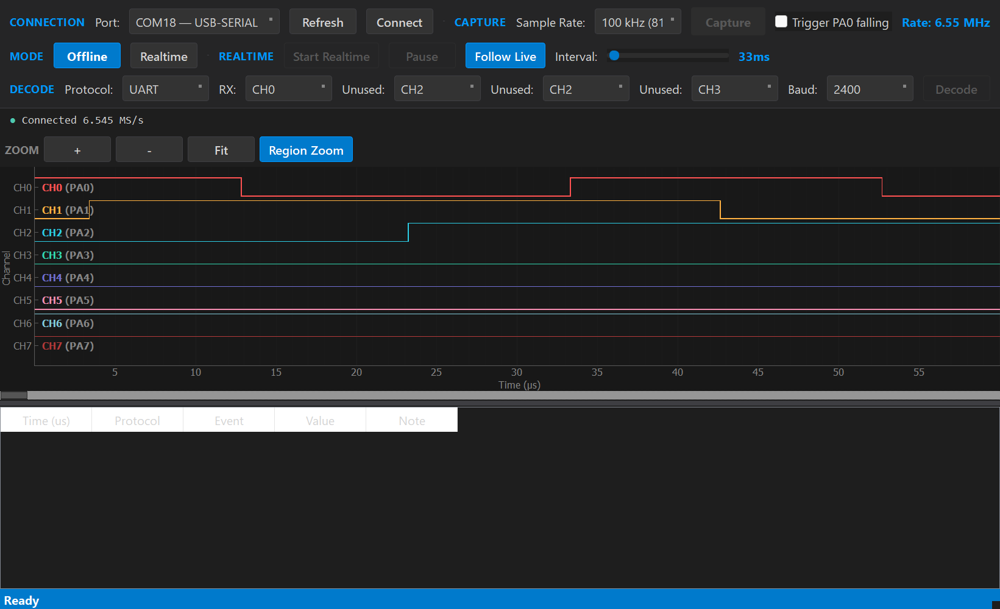 CONNECTION Port: COM18 — USB-SERIAL Refresh Connect CAPTURE Sample Rate: 100 kHz (81 Capture Trigger PA0 falling Rate: 6.55 MHz
MODE Offline Realtime REALTIME Start Realtime Pause Follow Live Interval: 33ms
DECODE Protocol: UART RX: CH0 Unused: CH2 Unused: CH2 Unused: CH3 Baud: 2400 Decode
Connected 6.545 MS/s
ZOOM + - Fit Region Zoom
CH0 CH0 (PA0)
CH1 CH1 (PA1)
CH2 CH2 (PA2)
CH3 CH3 (PA3)
CH4 CH4 (PA4)
CH5 CH5 (PA5)
CH6 CH6 (PA6)
CH7 CH7 (PA7)
Channel
5 10 15 20 25 30 35 40 45 50 55
Time (µs)
Time (us) Protocol Event Value Note
Ready